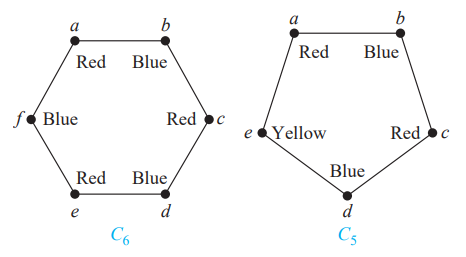 a b
Red Blue
f Blue Red c
Red Blue
e d
C6
a b
Red Blue
e Yellow Red c
Blue
d
C5